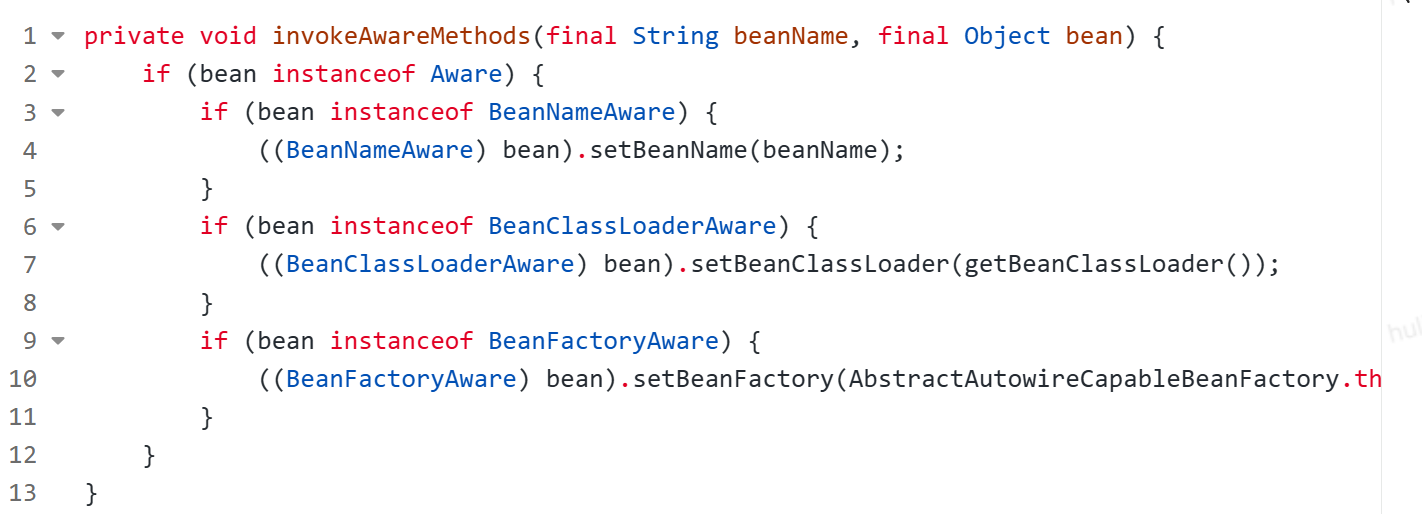 1 private void invokeAwareMethods(final String beanName, final Object bean) {
2     if (bean instanceof Aware) {
3         if (bean instanceof BeanNameAware) {
4             ((BeanNameAware) bean).setBeanName(beanName);
5         }
6         if (bean instanceof BeanClassLoaderAware) {
7             ((BeanClassLoaderAware) bean).setBeanClassLoader(getBeanClassLoader());
8         }
9         if (bean instanceof BeanFactoryAware) {
10             ((BeanFactoryAware) bean).setBeanFactory(AbstractAutowireCapableBeanFactory.th
11         }
12     }
13 }